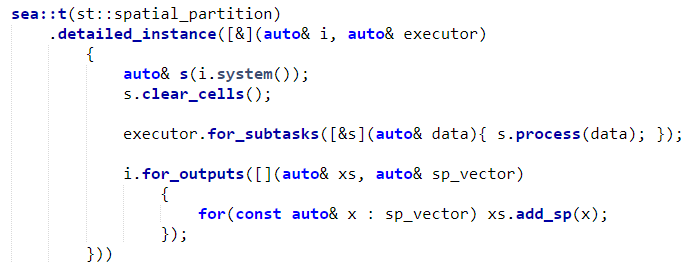 sea::t(st::spatial_partition)
    .detailed_instance([&](auto& i, auto& executor)
        {
            auto& s(i.system());
            s.clear_cells();

            executor.for_subtasks([&s](auto& data){ s.process(data); });

            i.for_outputs([](auto& xs, auto& sp_vector)
                {
                    for(const auto& x : sp_vector) xs.add_sp(x);
                });
        }))